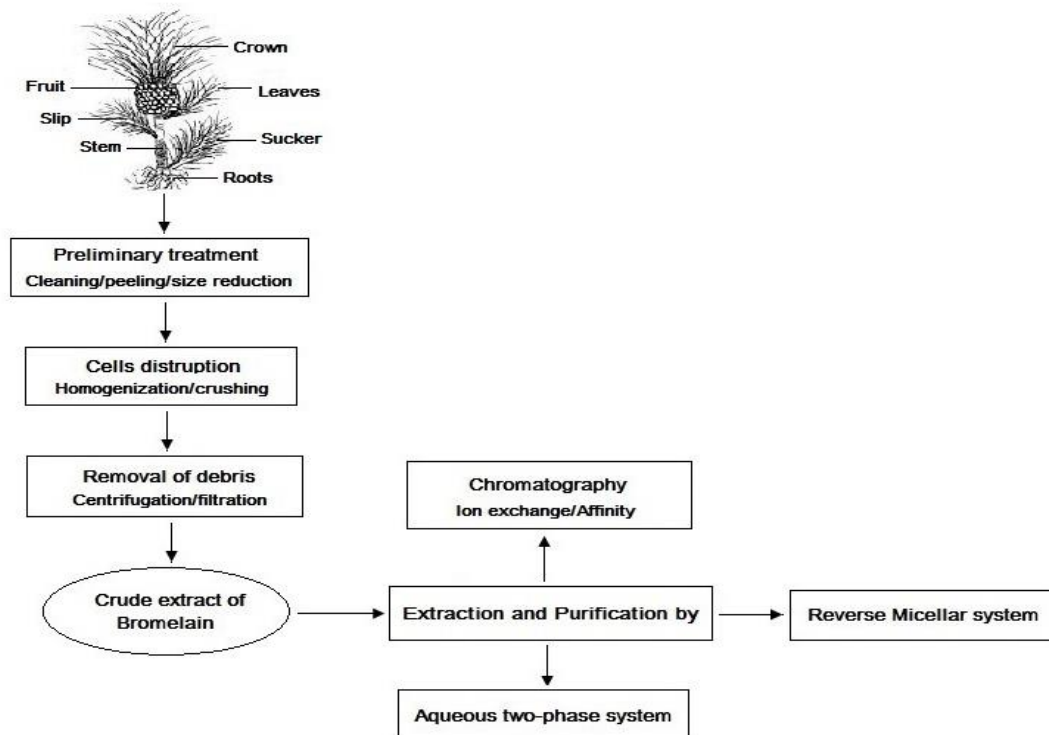 Crown
Fruit
Leaves
Slip
Stem
Sucker
Roots
Preliminary treatment
Cleaning/peeling/size reduction
Cells distruption
Homogenization/crushing
Removal of debris
Centrifugation/filtration
Chromatography
Ion exchange/Affinity
Crude extract of
Bromelain
Extraction and Purification by
Reverse Micellar system
Aqueous two-phase system